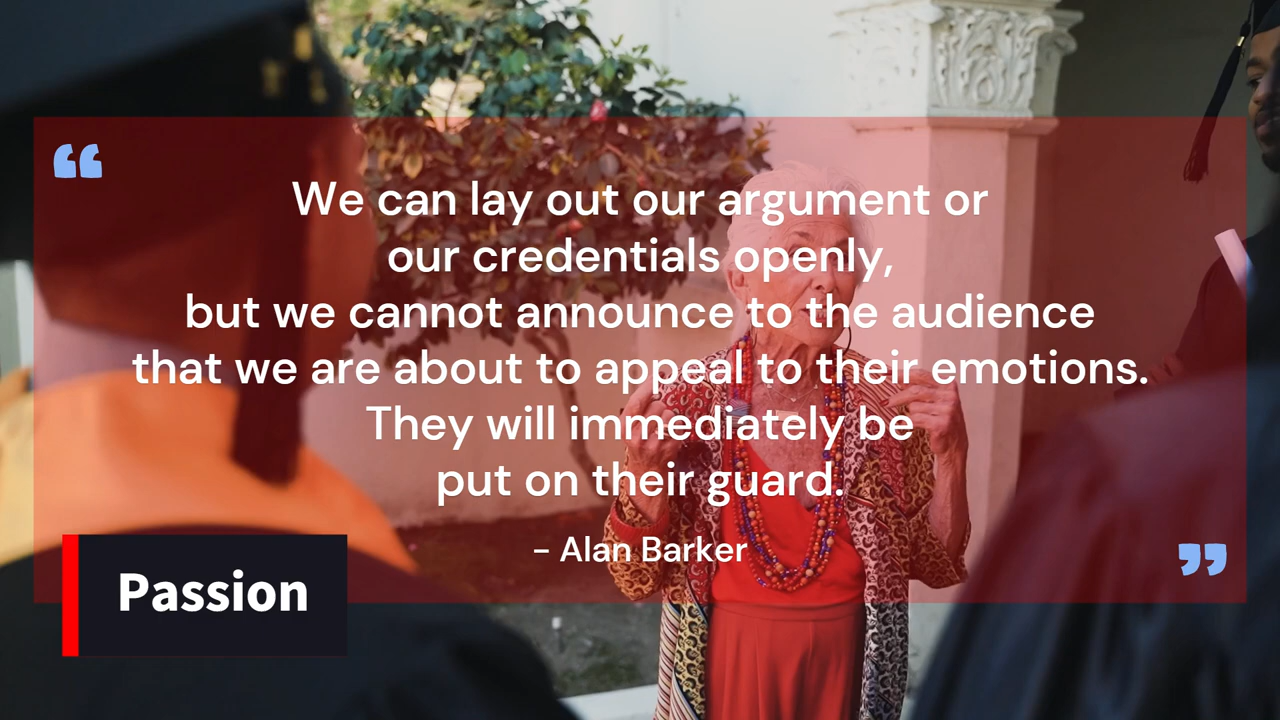 “
We can lay out our argument or
our credentials openly,
but we cannot announce to the audience
that we are about to appeal to their emotions.
They will immediately be
put on their guard.
– Alan Barker
”
Passion